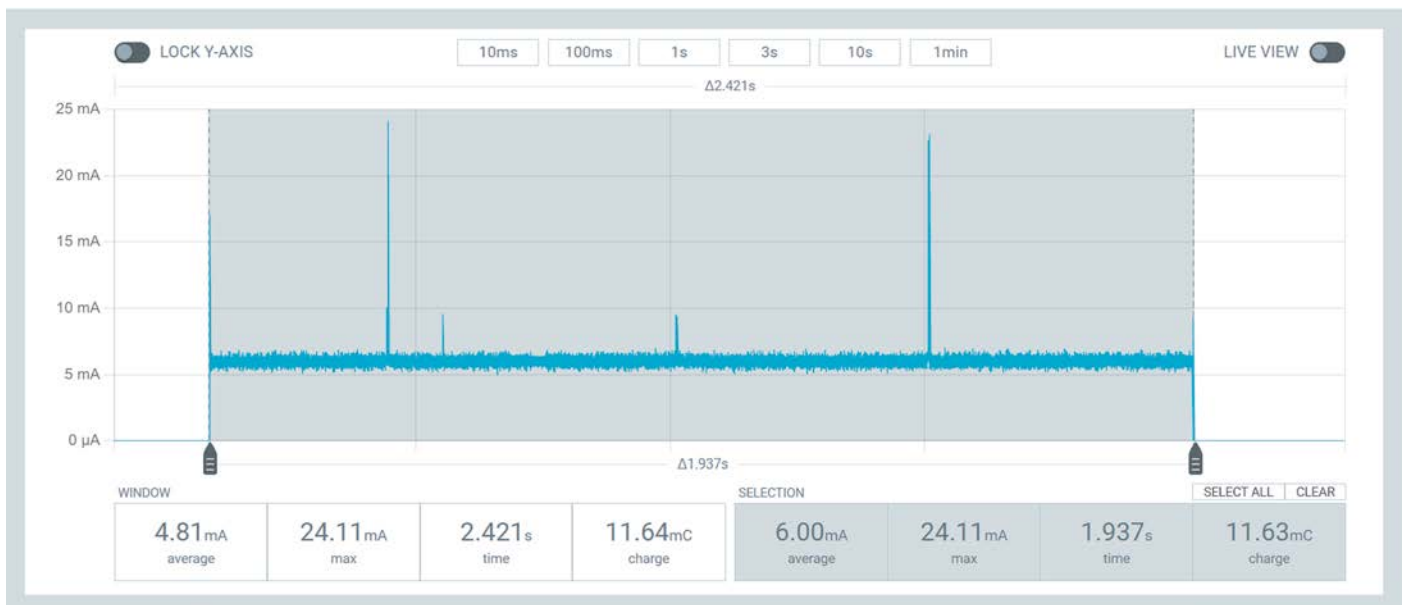 LOCK Y-AXIS 10ms 100ms 1s 3s 10s 1min LIVE VIEW
Δ2.421s
25 mA
20 mA
15 mA
10 mA
5 mA
0 µA
Δ1.937s
WINDOW SELECTION SELECT ALL CLEAR
4.81mA 24.11mA 2.421s 11.64mC 6.00mA 24.11mA 1.937s 11.63mC
average max time charge average max time charge